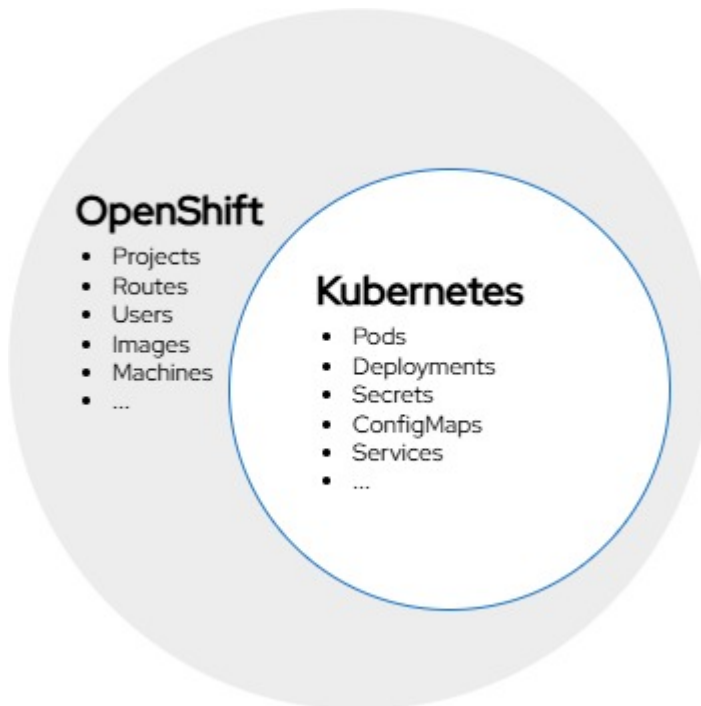 OpenShift
• Projects
• Routes
• Users
• Images
• Machines
• ...
Kubernetes
• Pods
• Deployments
• Secrets
• ConfigMaps
• Services
• ...